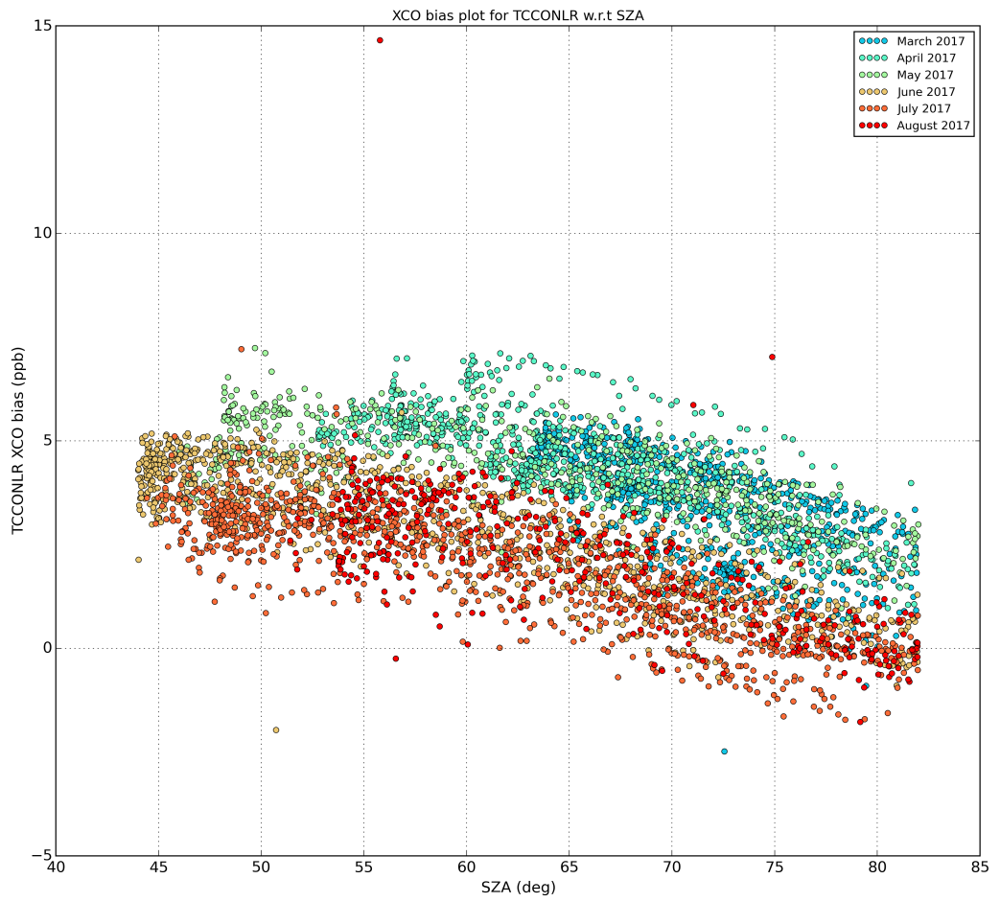 XCO bias plot for TCCONLR w.r.t SZA
15
10
5
0
−5
TCCONLR XCO bias (ppb)
March 2017
April 2017
May 2017
June 2017
July 2017
August 2017
40 45 50 55 60 65 70 75 80 85
SZA (deg)